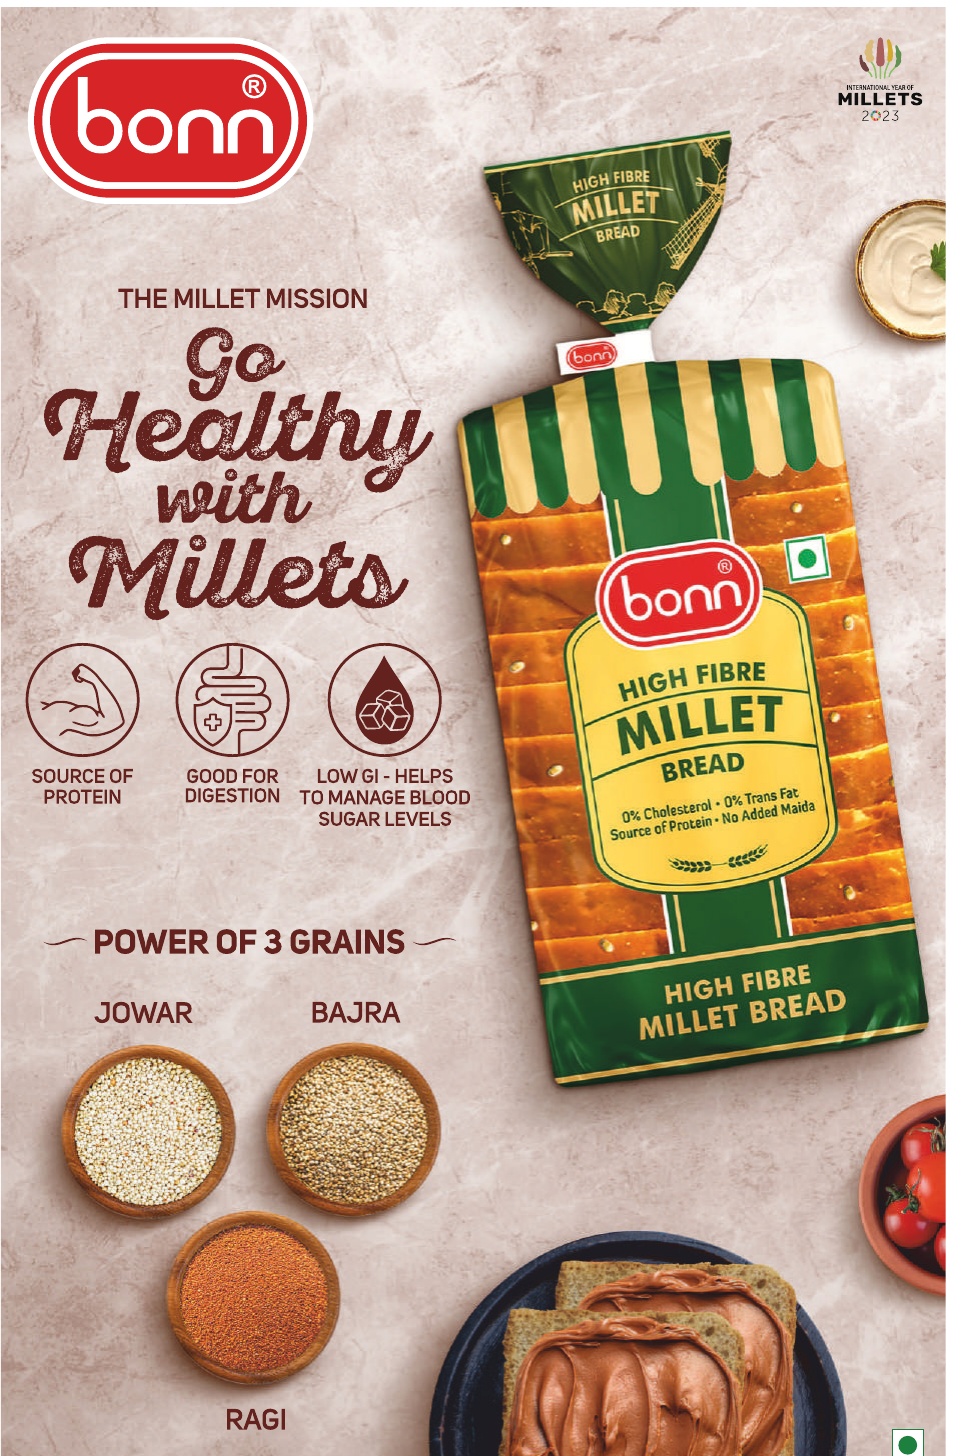 bonn®
INTERNATIONAL YEAR OF
MILLETS
2023
HIGH FIBRE
MILLET
BREAD
bonn
THE MILLET MISSION
Go
Healthy
with
Millets
SOURCE OF
PROTEIN
GOOD FOR
DIGESTION
LOW GI - HELPS
TO MANAGE BLOOD
SUGAR LEVELS
bonn®
HIGH FIBRE
MILLET
BREAD
0% Cholesterol • 0% Trans Fat
Source of Protein • No Added Maida
HIGH FIBRE
MILLET BREAD
POWER OF 3 GRAINS
JOWAR
BAJRA
RAGI